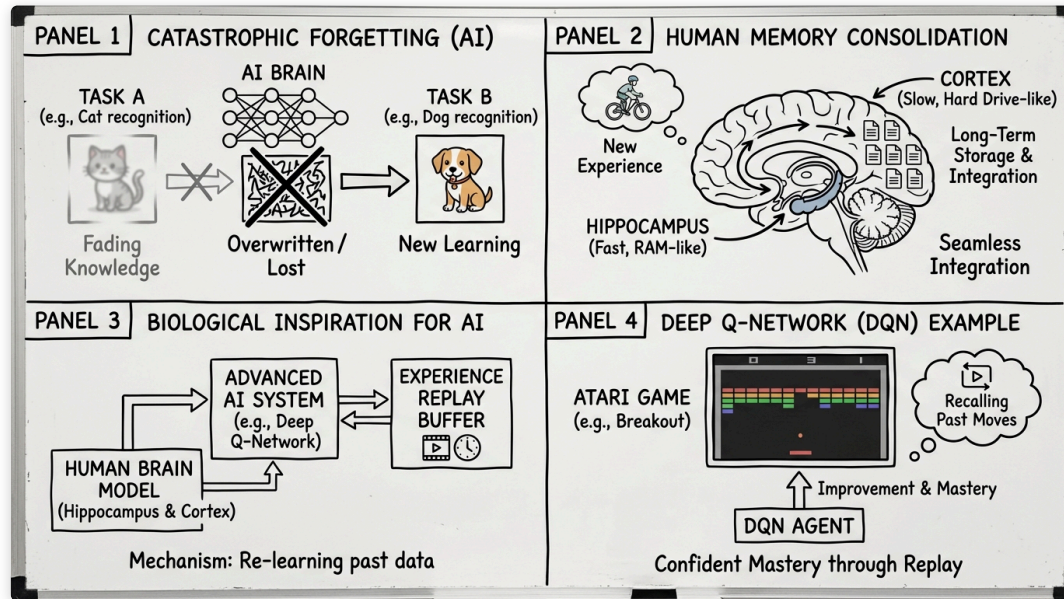 PANEL 1
CATASTROPHIC FORGETTING (AI)
AI BRAIN
TASK A
(e.g., Cat recognition)
TASK B
(e.g., Dog recognition)
Fading
Knowledge
Overwritten /
Lost
New Learning
PANEL 2
HUMAN MEMORY CONSOLIDATION
New
Experience
CORTEX
(Slow, Hard Drive-like)
Long-Term
Storage &
Integration
HIPPOCAMPUS
(Fast, RAM-like)
Seamless
Integration
PANEL 3
BIOLOGICAL INSPIRATION FOR AI
ADVANCED
AI SYSTEM
(e.g., Deep
Q-Network)
EXPERIENCE
REPLAY
BUFFER
HUMAN BRAIN
MODEL
(Hippocampus & Cortex)
Mechanism: Re-learning past data
PANEL 4
DEEP Q-NETWORK (DQN) EXAMPLE
ATARI GAME
(e.g., Breakout)
0 3 1
Recalling
Past Moves
Improvement & Mastery
DQN AGENT
Confident Mastery through Replay